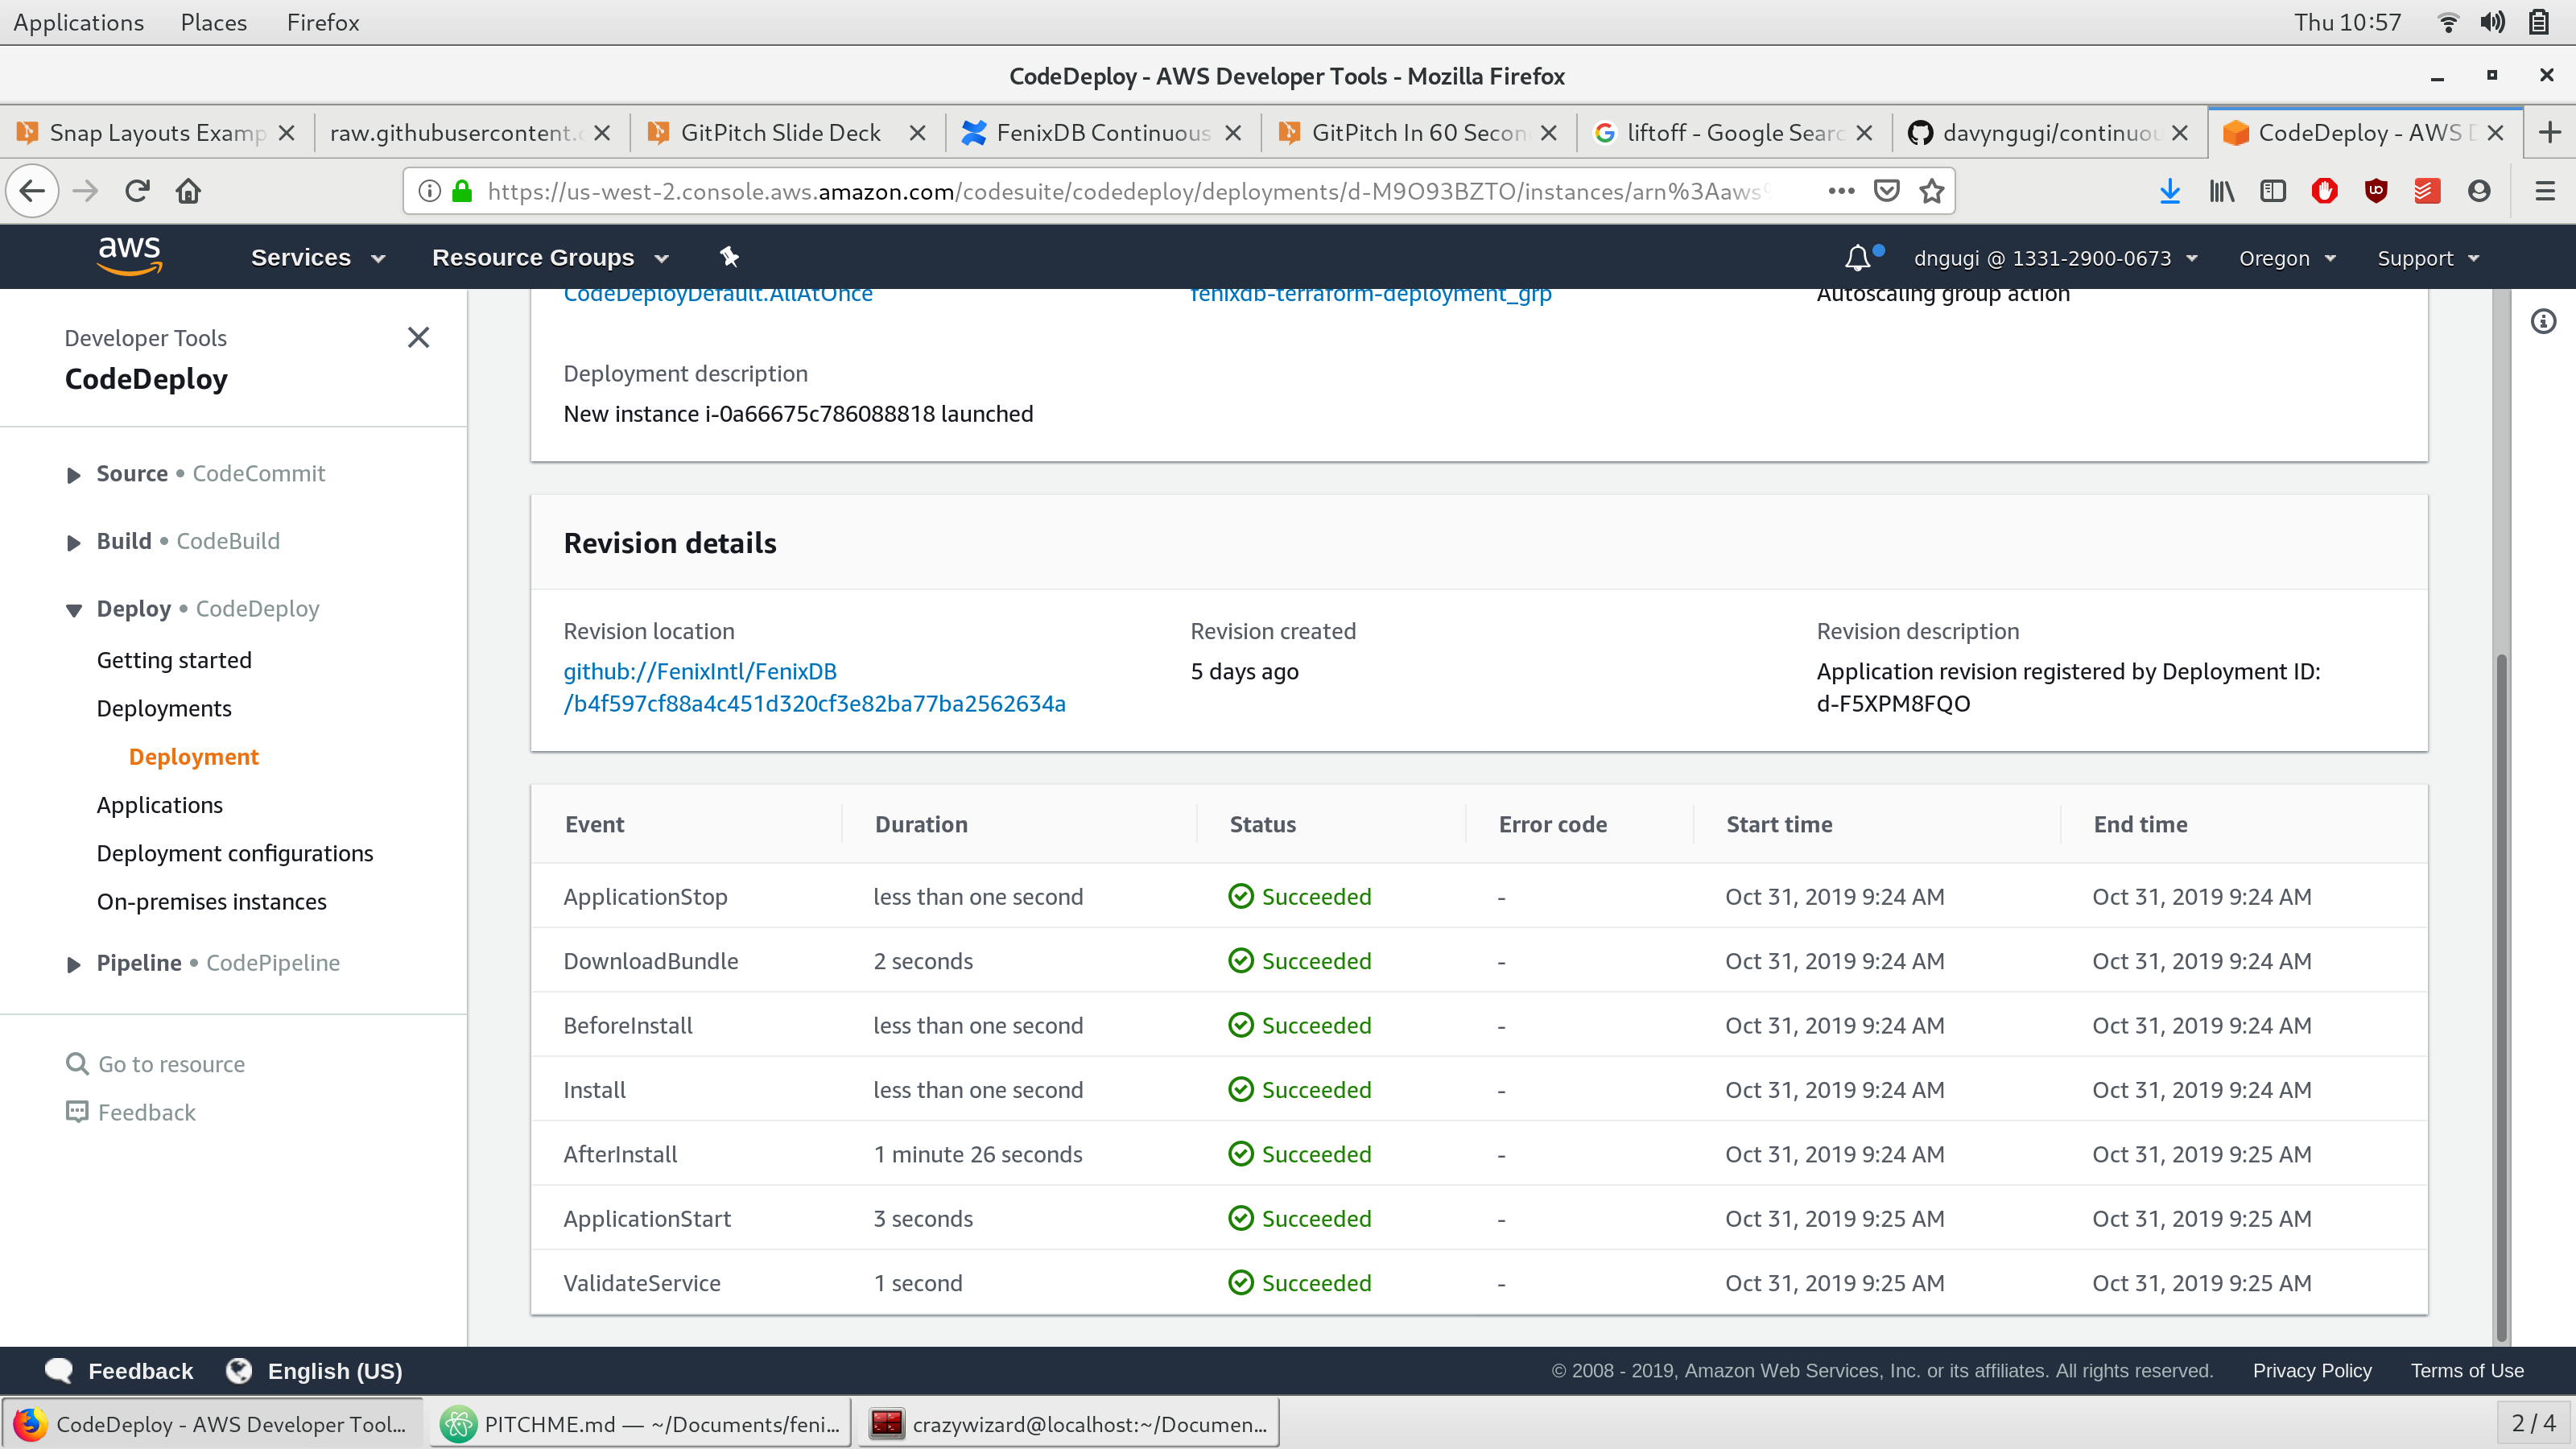 Applications Places Firefox Thu 10:57
CodeDeploy - AWS Developer Tools - Mozilla Firefox
Snap Layouts Examp raw.githubusercontent. GitPitch Slide Deck FenixDB Continuous GitPitch In 60 Secon liftoff - Google Searc davyngugi/continuou CodeDeploy - AWS D
https://us-west-2.console.aws.amazon.com/codesuite/codedeploy/deployments/d-M9O93BZTO/instances/arn%3Aaws%
aws Services Resource Groups dngugi @ 1331-2900-0673 Oregon Support
CodeDeployDefault.AllAtOnce fenixdb-terraform-deployment_grp Autoscaling group action
Developer Tools
CodeDeploy
Deployment description
New instance i-0a66675c786088818 launched
Source • CodeCommit
Build • CodeBuild
Deploy • CodeDeploy
Getting started
Deployments
Deployment
Applications
Deployment configurations
On-premises instances
Pipeline • CodePipeline
Go to resource
Feedback
Revision details
Revision location Revision created Revision description
github://FenixIntl/FenixDB 5 days ago Application revision registered by Deployment ID:
/b4f597cf88a4c451d320cf3e82ba77ba2562634a d-F5XPM8FQO
Event Duration Status Error code Start time End time
ApplicationStop less than one second Succeeded - Oct 31, 2019 9:24 AM Oct 31, 2019 9:24 AM
DownloadBundle 2 seconds Succeeded - Oct 31, 2019 9:24 AM Oct 31, 2019 9:24 AM
BeforeInstall less than one second Succeeded - Oct 31, 2019 9:24 AM Oct 31, 2019 9:24 AM
Install less than one second Succeeded - Oct 31, 2019 9:24 AM Oct 31, 2019 9:24 AM
AfterInstall 1 minute 26 seconds Succeeded - Oct 31, 2019 9:24 AM Oct 31, 2019 9:25 AM
ApplicationStart 3 seconds Succeeded - Oct 31, 2019 9:25 AM Oct 31, 2019 9:25 AM
ValidateService 1 second Succeeded - Oct 31, 2019 9:25 AM Oct 31, 2019 9:25 AM
Feedback English (US) © 2008 - 2019, Amazon Web Services, Inc. or its affiliates. All rights reserved. Privacy Policy Terms of Use
CodeDeploy - AWS Developer Tool... PITCHME.md — ~/Documents/feni... crazywizard@localhost:~/Documen... 2 / 4